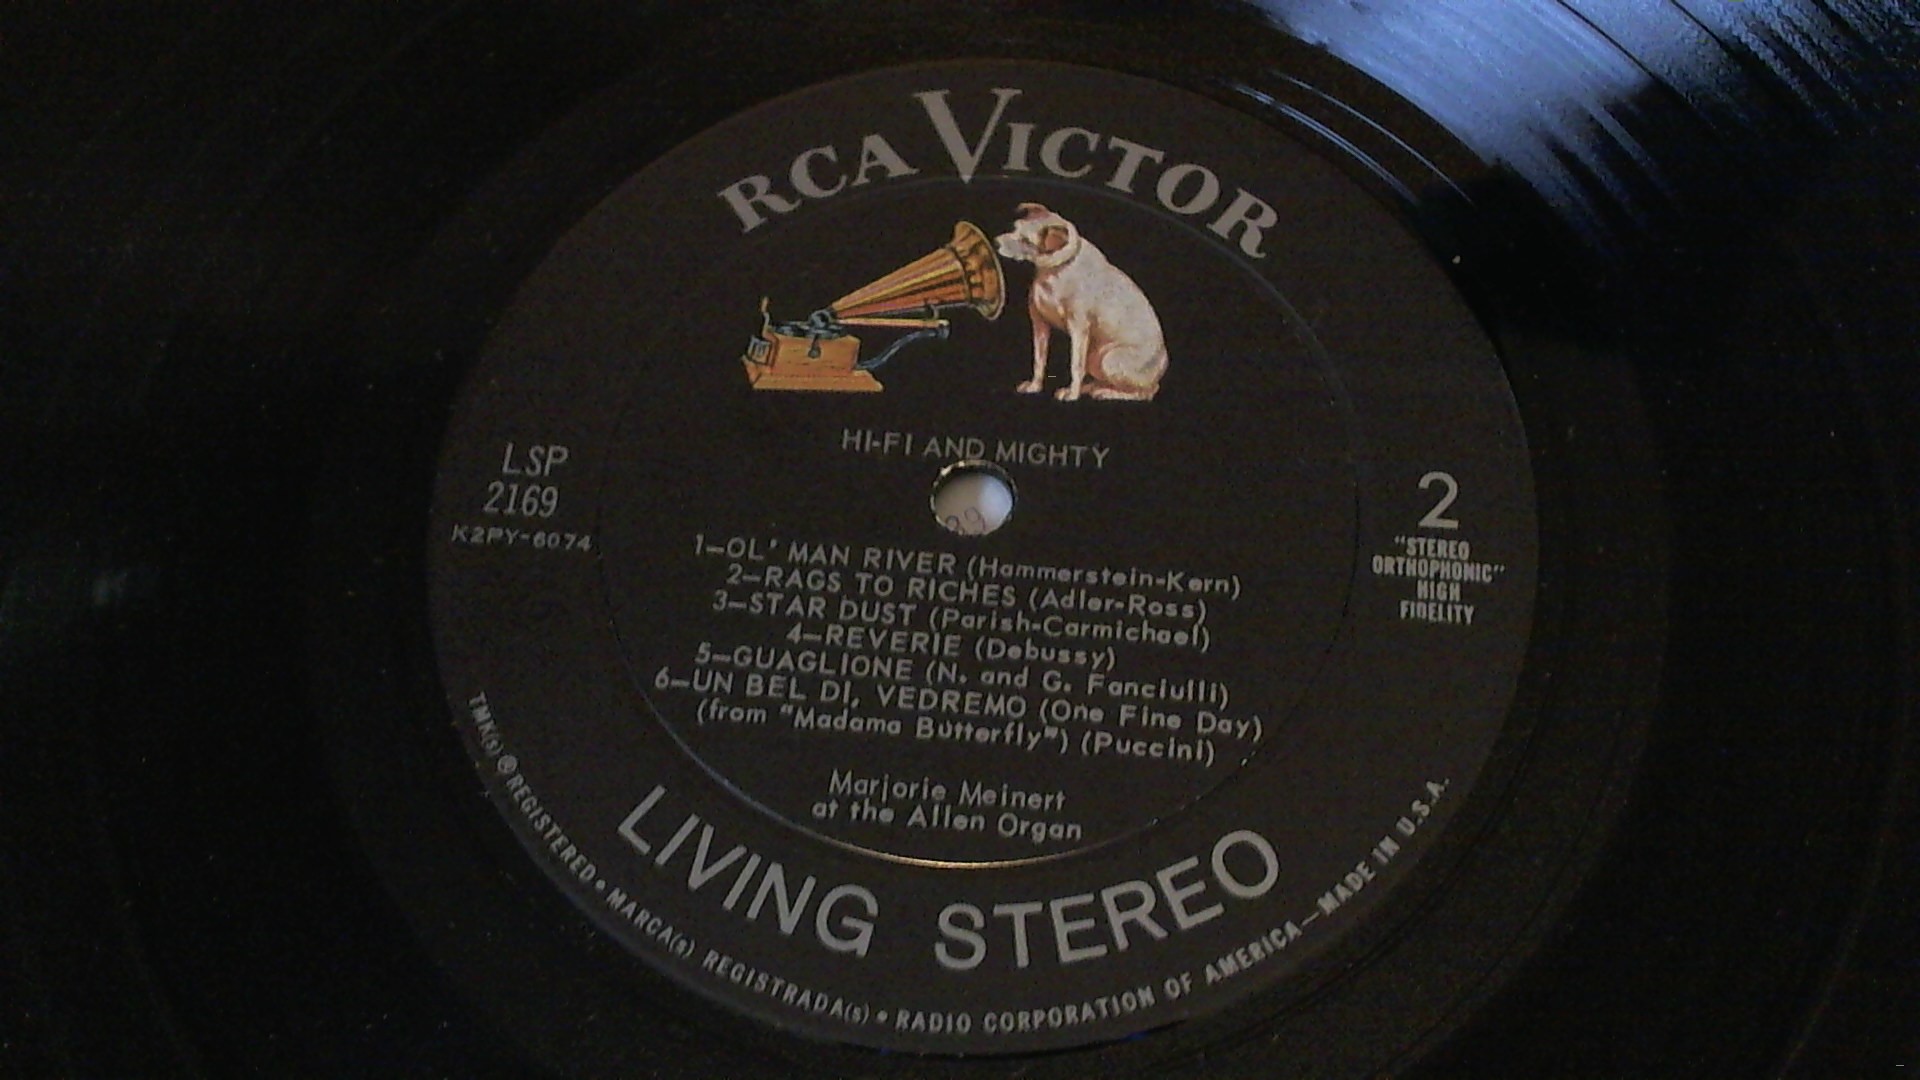 RCA VICTOR
HI-FI AND MIGHTY
LSP
2169
K2PY-6074
2
"STEREO
ORTHOPHONIC"
HIGH
FIDELITY
89
1—OL' MAN RIVER (Hammerstein-Kern)
2—RAGS TO RICHES (Adler-Ross)
3—STAR DUST (Parish-Carmichael)
4—REVERIE (Debussy)
5—GUAGLIONE (N. and G. Fanciulli)
6—UN BEL DI, VEDREMO (One Fine Day)
(from "Madama Butterfly") (Puccini)
Marjorie Meinert
at the Allen Organ
LIVING STEREO
TMK(s) ® REGISTERED • MARCA(s) REGISTRADA(s) • RADIO CORPORATION OF AMERICA—MADE IN U.S.A.